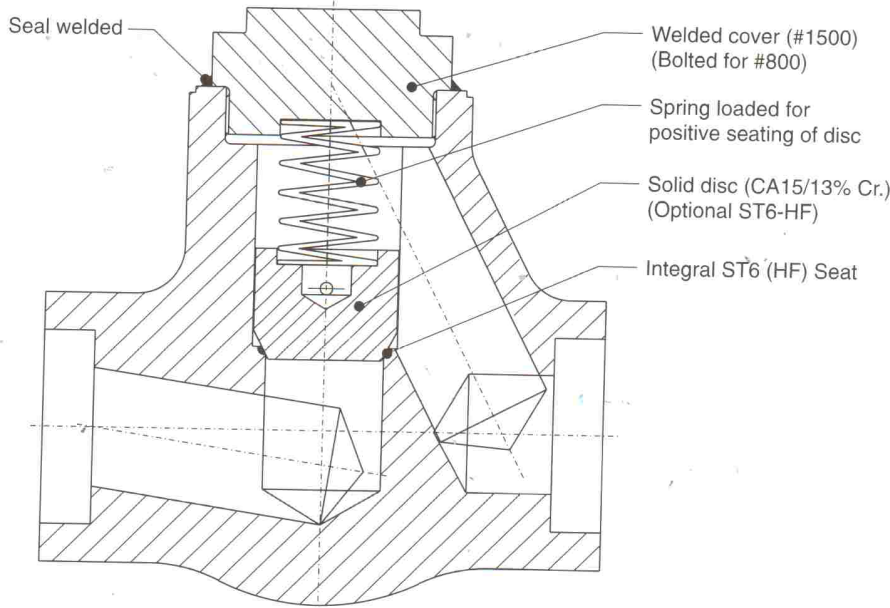 Seal welded
Welded cover (#1500)
(Bolted for #800)
Spring loaded for
positive seating of disc
Solid disc (CA15/13% Cr.)
(Optional ST6-HF)
Integral ST6 (HF) Seat